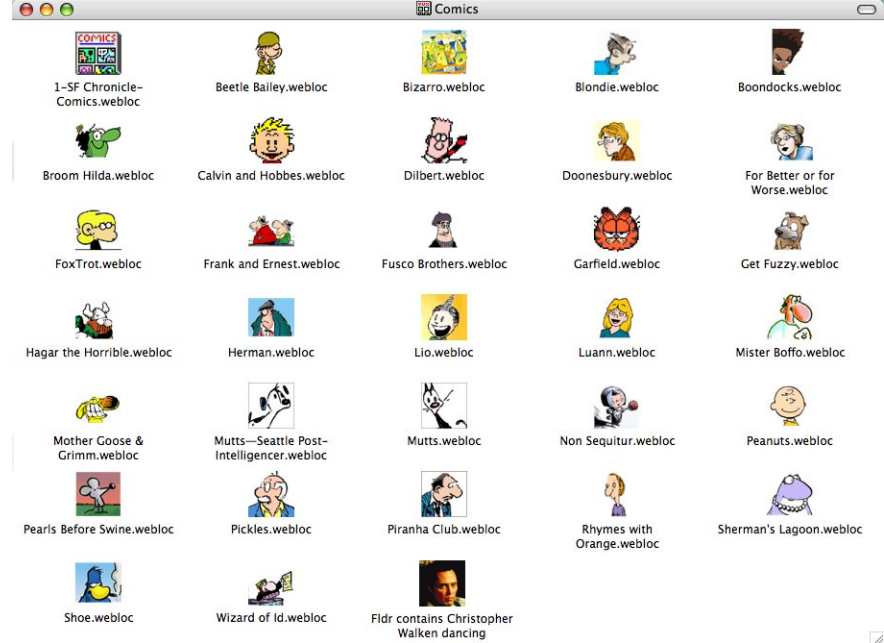 Comics
COMICS
1-SF Chronicle-
Comics.webloc
Beetle Bailey.webloc
Bizarro.webloc
Blondie.webloc
Boondocks.webloc
Broom Hilda.webloc
Calvin and Hobbes.webloc
Dilbert.webloc
Doonesbury.webloc
For Better or for
Worse.webloc
FoxTrot.webloc
Frank and Ernest.webloc
Fusco Brothers.webloc
Garfield.webloc
Get Fuzzy.webloc
Hagar the Horrible.webloc
Herman.webloc
Lio.webloc
Luann.webloc
Mister Boffo.webloc
Mother Goose &
Grimm.webloc
Mutts—Seattle Post-
Intelligencer.webloc
Mutts.webloc
Non Sequitur.webloc
Peanuts.webloc
Pearls Before Swine.webloc
Pickles.webloc
Piranha Club.webloc
Rhymes with
Orange.webloc
Sherman's Lagoon.webloc
Shoe.webloc
Wizard of Id.webloc
Fldr contains Christopher
Walken dancing